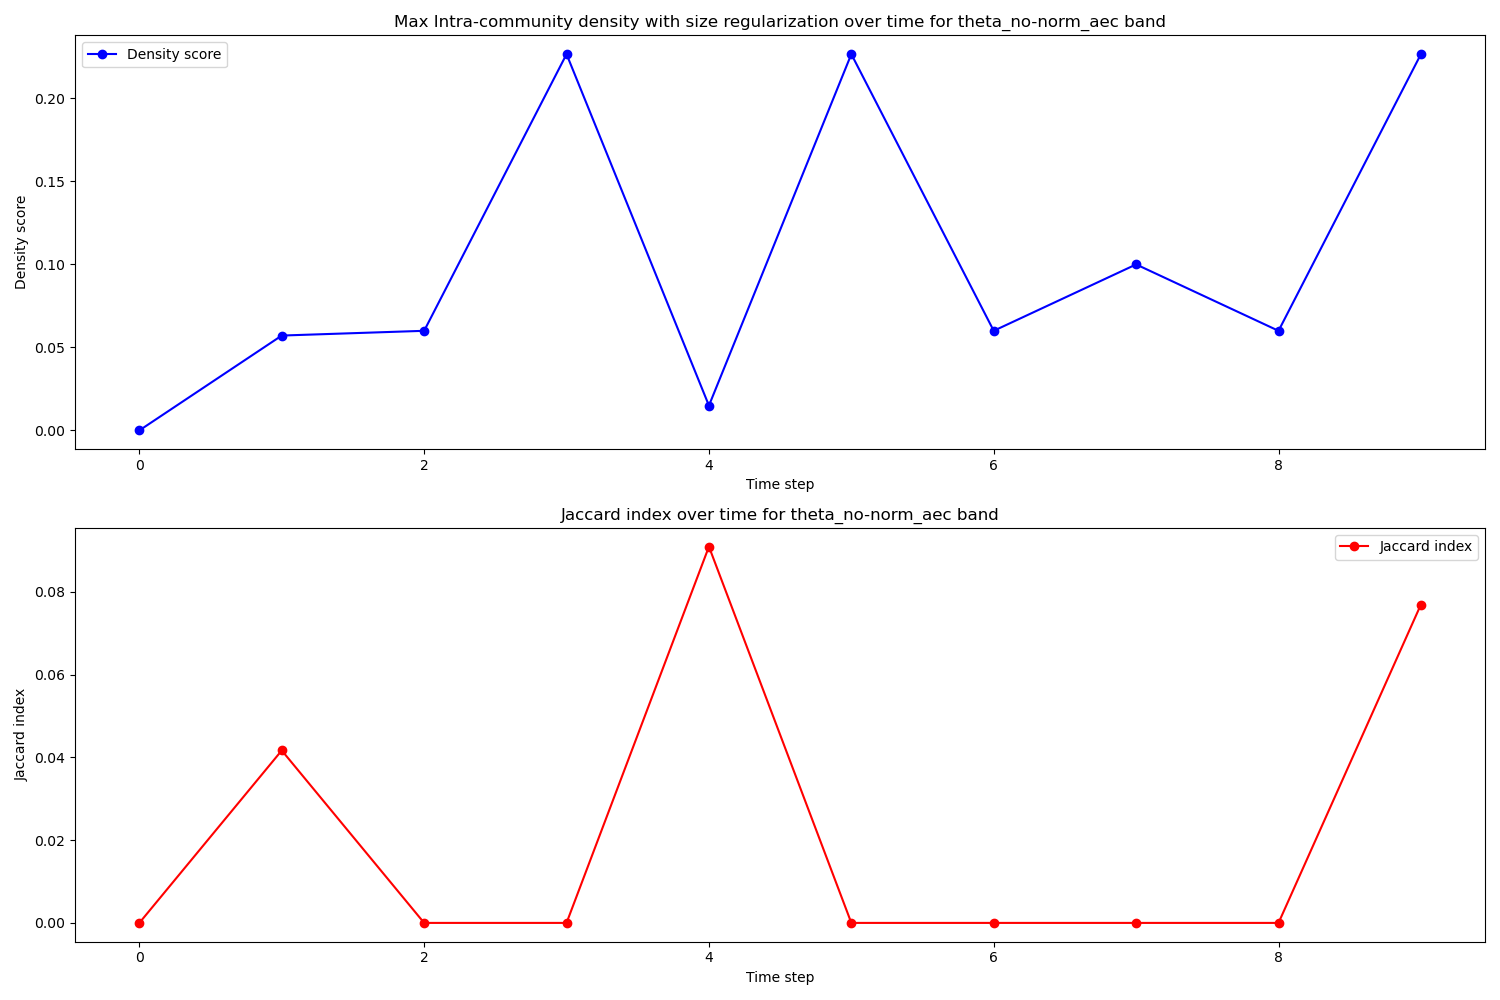 Max Intra-community density with size regularization over time for theta_no-norm_aec band
Density score
0.20
0.15
0.10
0.05
0.00
Density score
0
2
4
6
8
Time step
Jaccard index over time for theta_no-norm_aec band
Jaccard index
0.08
0.06
0.04
0.02
0.00
Jaccard index
0
2
4
6
8
Time step